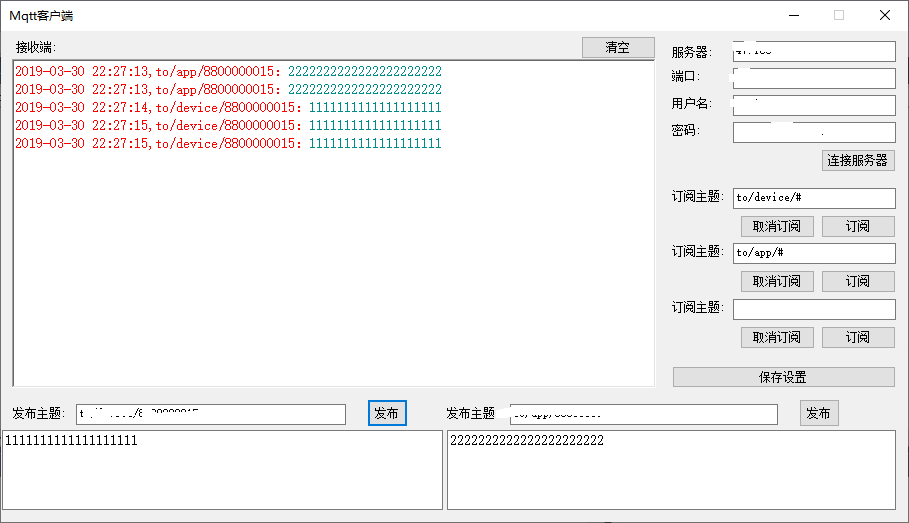 Mqtt客户端
接收端:
清空
2019-03-30 22:27:13,to/app/8800000015: 2222222222222222222222
2019-03-30 22:27:13,to/app/8800000015: 2222222222222222222222
2019-03-30 22:27:14,to/device/8800000015: 1111111111111111111
2019-03-30 22:27:15,to/device/8800000015: 1111111111111111111
2019-03-30 22:27:15,to/device/8800000015: 1111111111111111111
服务器:
端口:
用户名:
密码:
连接服务器
订阅主题: to/device/#
取消订阅 订阅
订阅主题: to/app/#
取消订阅 订阅
订阅主题:
取消订阅 订阅
保存设置
发布主题: 发布
发布主题 发布
1111111111111111111
2222222222222222222222